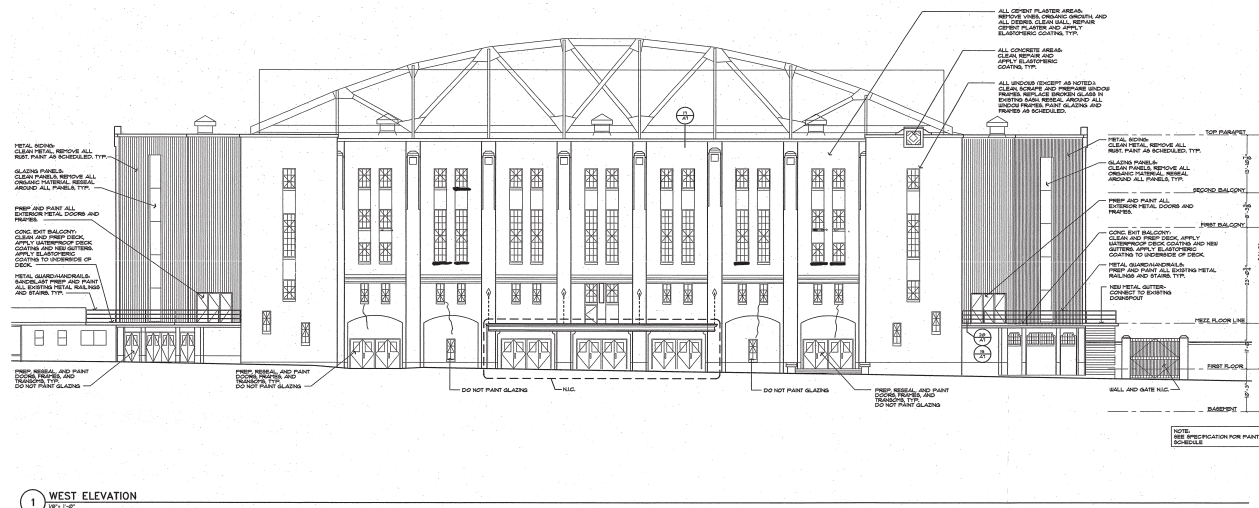 ALL CEMENT PLASTER AREAS:
REMOVE VINES, ORGANIC GROWTH, AND
ALL DEBRIS. CLEAN WALL, REPAIR
CEMENT PLASTER AND APPLY
ELASTOMERIC COATING, TYP.
ALL CONCRETE AREAS:
CLEAN, REPAIR AND
APPLY ELASTOMERIC
COATING, TYP.
ALL WINDOWS (EXCEPT AS NOTED):
CLEAN, SCRAPE AND PREPARE WINDOW
FRAMES. REPLACE BROKEN GLASS IN
EXISTING SASH. RESEAL AROUND ALL
WINDOW FRAMES. PAINT GLAZING AND
FRAMES AS SCHEDULED.
METAL SIDING:
CLEAN METAL, REMOVE ALL
RUST. PAINT AS SCHEDULED, TYP.
GLAZING PANELS:
CLEAN PANELS, REMOVE ALL
ORGANIC MATERIAL. RESEAL
AROUND ALL PANELS, TYP.
PREP AND PAINT ALL
EXTERIOR METAL DOORS AND
FRAMES.
CONC. EXIT BALCONY:
CLEAN AND PREP DECK,
APPLY WATERPROOF DECK
COATING AND NEW GUTTERS.
APPLY ELASTOMERIC
COATING TO UNDERSIDE OF
DECK.
METAL GUARD/HANDRAILS:
SANDBLAST PREP AND PAINT
ALL EXISTING METAL RAILINGS
AND STAIRS, TYP.
PREP, RESEAL, AND PAINT
DOORS, FRAMES, AND
TRANSOMS, TYP.
DO NOT PAINT GLAZING
PREP, RESEAL, AND PAINT
DOORS, FRAMES, AND
TRANSOMS, TYP.
DO NOT PAINT GLAZING
DO NOT PAINT GLAZING
N.I.C.
DO NOT PAINT GLAZING
PREP, RESEAL, AND PAINT
DOORS, FRAMES, AND
TRANSOMS, TYP.
DO NOT PAINT GLAZING
METAL SIDING:
CLEAN METAL, REMOVE ALL
RUST. PAINT AS SCHEDULED, TYP.
GLAZING PANELS:
CLEAN PANELS, REMOVE ALL
ORGANIC MATERIAL. RESEAL
AROUND ALL PANELS, TYP.
PREP AND PAINT ALL
EXTERIOR METAL DOORS AND
FRAMES.
CONC. EXIT BALCONY:
CLEAN AND PREP DECK, APPLY
WATERPROOF DECK COATING AND NEW
GUTTERS. APPLY ELASTOMERIC
COATING TO UNDERSIDE OF DECK.
METAL GUARD/HANDRAILS:
PREP AND PAINT ALL EXISTING METAL
RAILINGS AND STAIRS, TYP.
NEW METAL GUTTER-
CONNECT TO EXISTING
DOWNSPOUT
WALL AND GATE N.I.C.
TOP PARAPET
SECOND BALCONY
FIRST BALCONY
MEZZ. FLOOR LINE
FIRST FLOOR
BASEMENT
NOTE:
SEE SPECIFICATION FOR PAINT
SCHEDULE
1 WEST ELEVATION
1/8" = 1'-0"